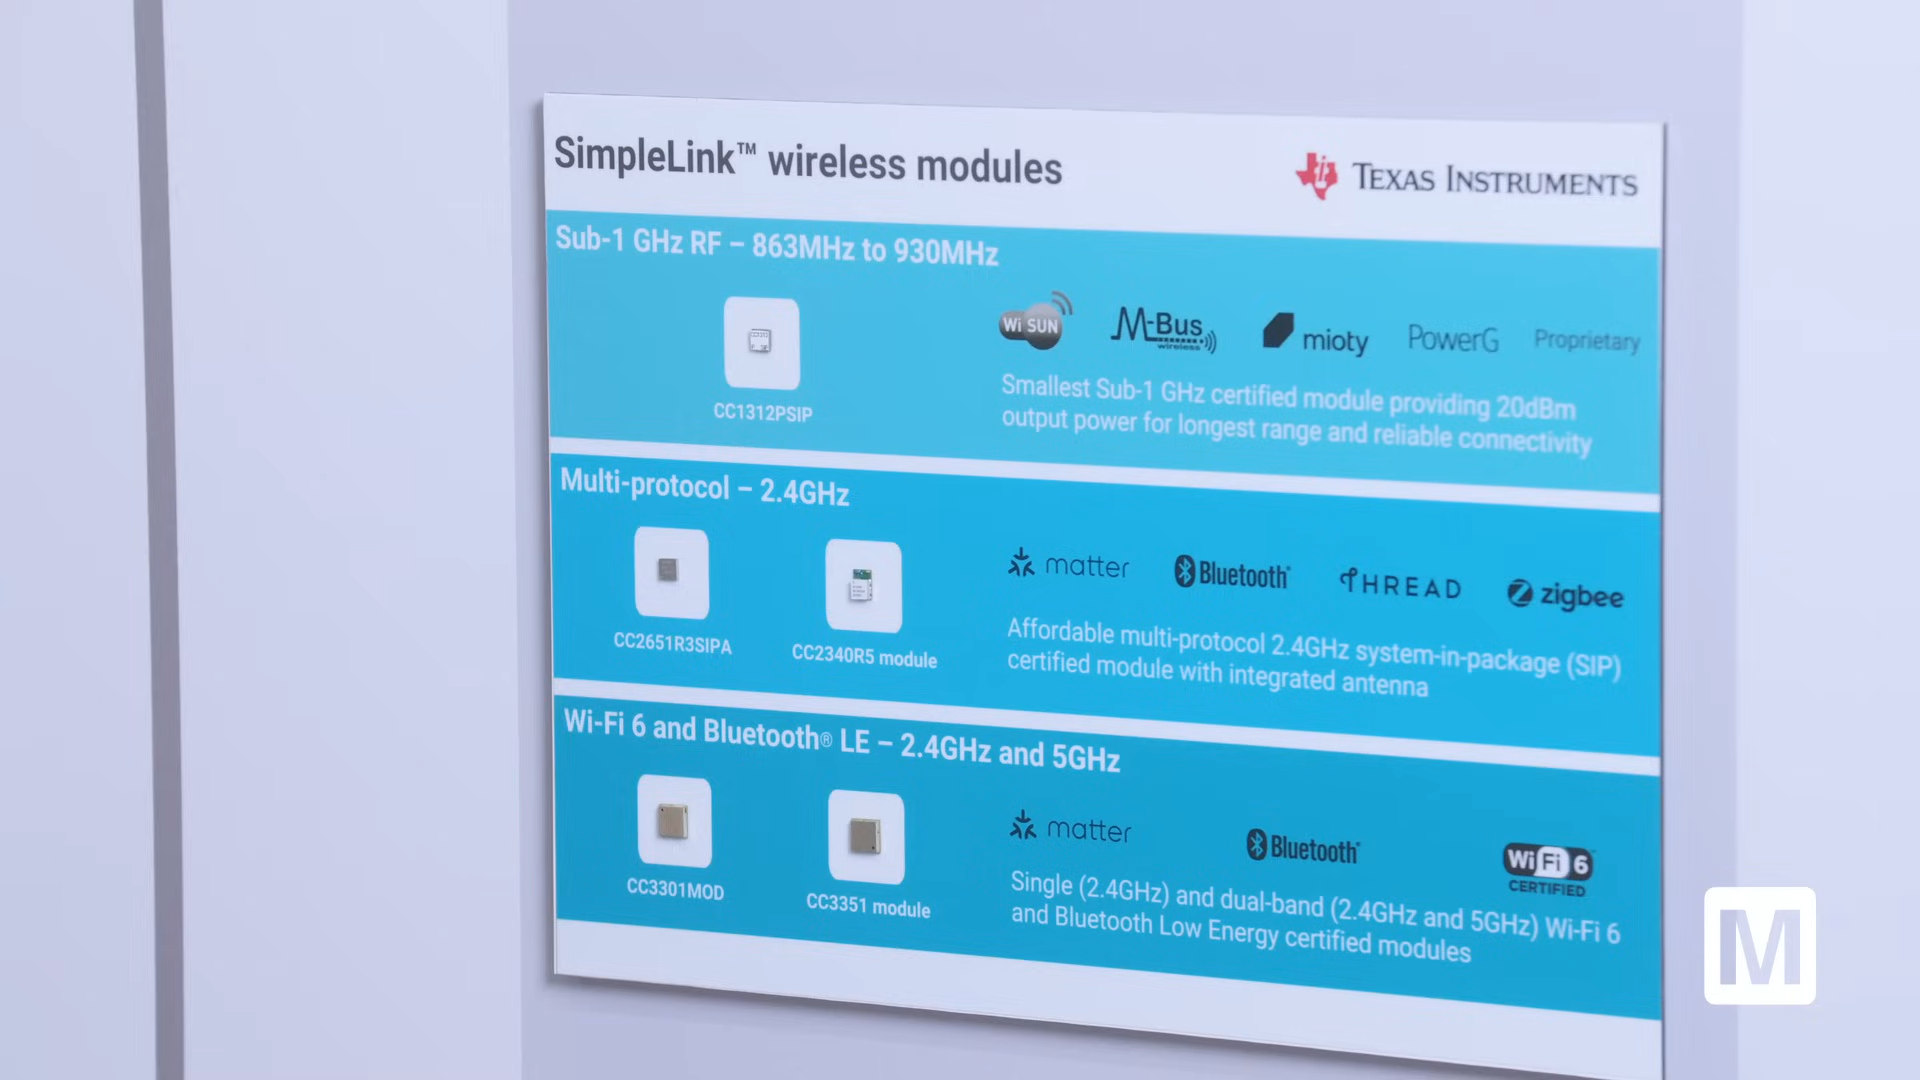 SimpleLink™ wireless modules
TEXAS INSTRUMENTS
Sub-1 GHz RF – 863MHz to 930MHz
CC1312PSIP
Wi SUN
M-Bus
wireless
mioty
PowerG
Proprietary
Smallest Sub-1 GHz certified module providing 20dBm
output power for longest range and reliable connectivity
Multi-protocol – 2.4GHz
CC2651R3SIPA
CC2340R5 module
matter
Bluetooth®
THREAD
zigbee
Affordable multi-protocol 2.4GHz system-in-package (SIP)
certified module with integrated antenna
Wi-Fi 6 and Bluetooth® LE – 2.4GHz and 5GHz
CC3301MOD
CC3351 module
matter
Bluetooth®
Wi Fi 6
CERTIFIED
Single (2.4GHz) and dual-band (2.4GHz and 5GHz) Wi-Fi 6
and Bluetooth Low Energy certified modules
M